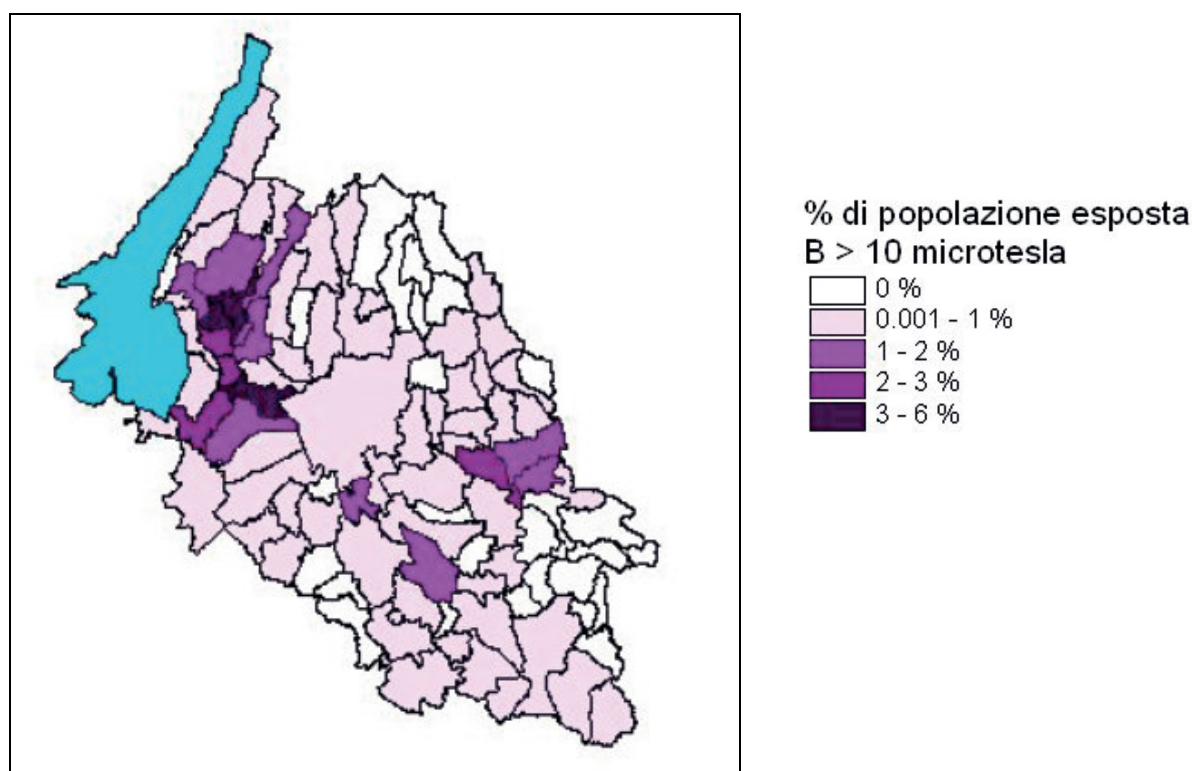 % di popolazione esposta
B > 10 microtesla
0 %
0.001 - 1 %
1 - 2 %
2 - 3 %
3 - 6 %